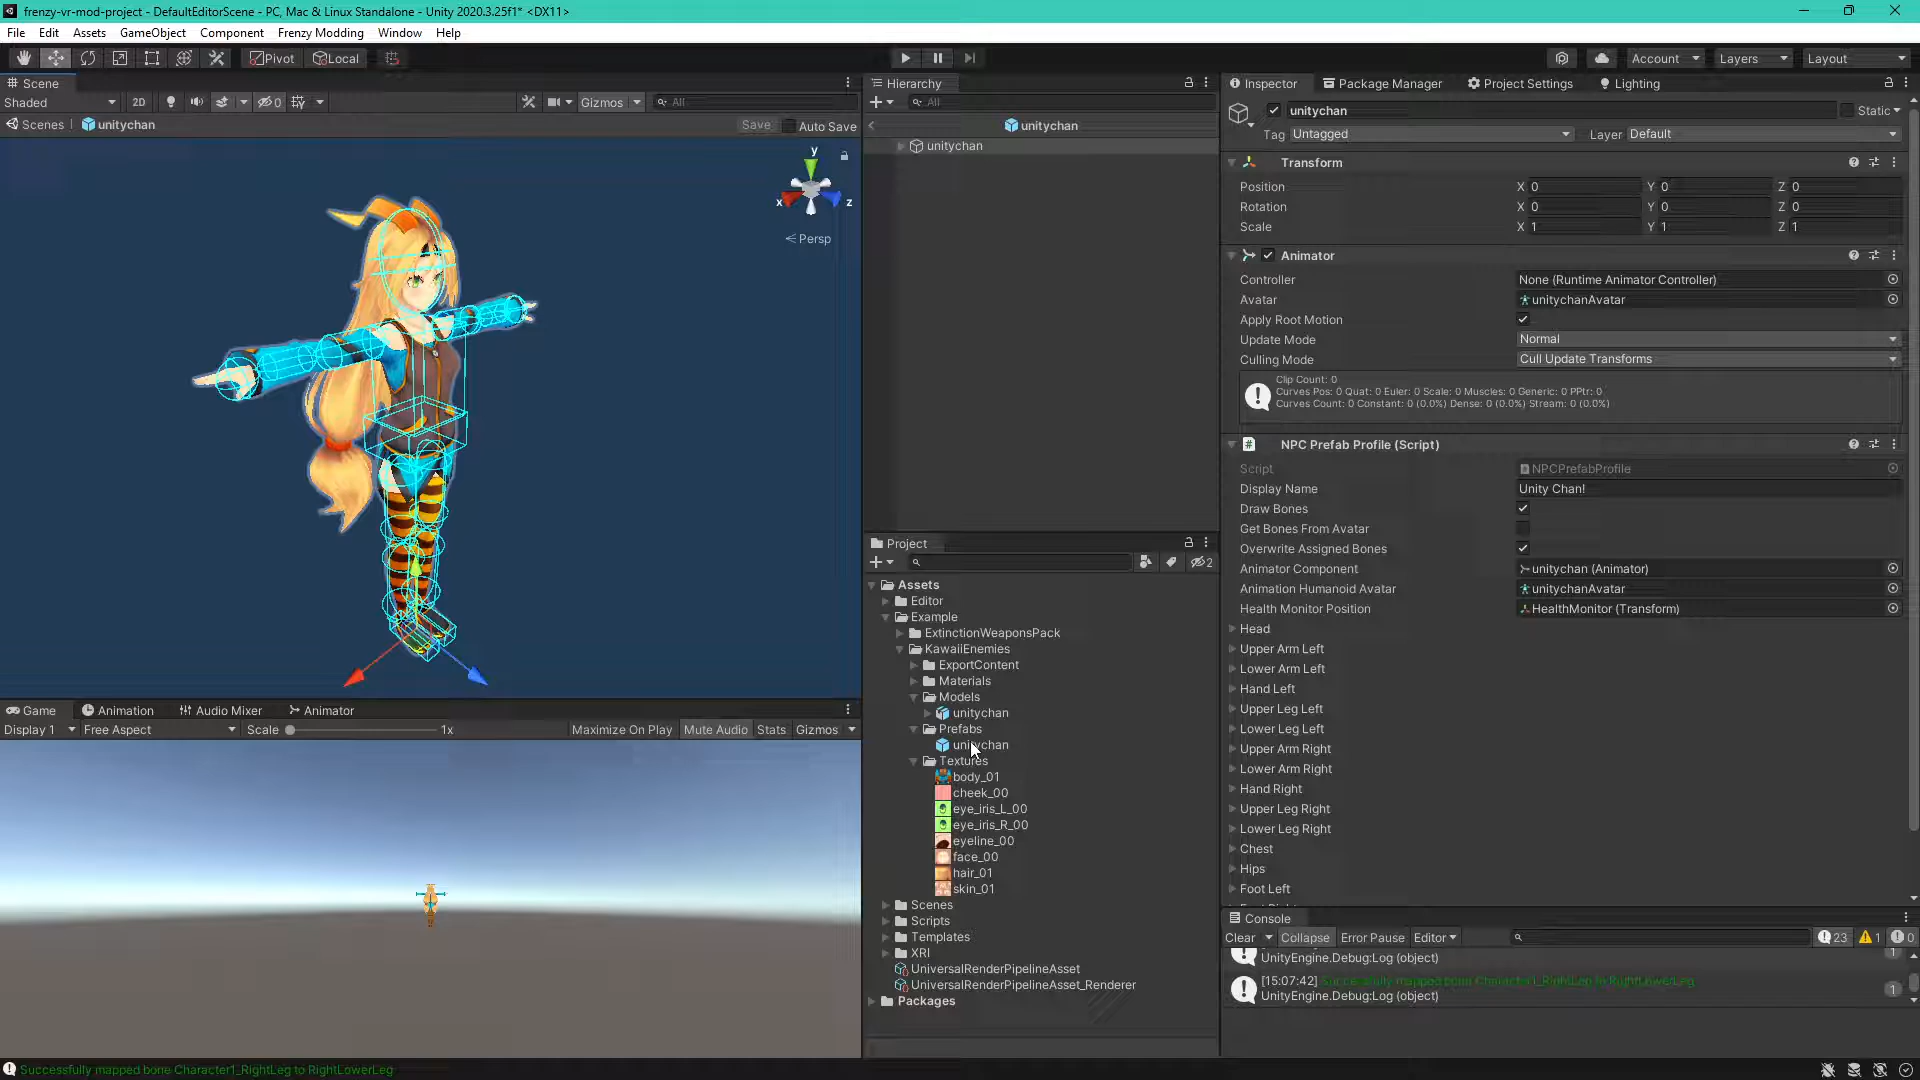 frenzy-vr-mod-project - DefaultEditorScene - PC, Mac & Linux Standalone - Unity 2020.3.25f1* <DX11>
File Edit Assets GameObject Component Frenzy Modding Window Help
Pivot Local Account Layers Layout
Scene
Shaded 2D 0 Gizmos All
Scenes unitychan Save Auto Save
y
x z
Persp
Game Animation Audio Mixer Animator
Display 1 Free Aspect Scale 1x Maximize On Play Mute Audio Stats Gizmos
Hierarchy
All
unitychan
unitychan
Project
2
Assets
Editor
Example
ExtinctionWeaponsPack
KawaiiEnemies
ExportContent
Materials
Models
unitychan
Prefabs
unitychan
Textures
body_01
cheek_00
eye_iris_L_00
eye_iris_R_00
eyeline_00
face_00
hair_01
skin_01
Scenes
Scripts
Templates
XRI
UniversalRenderPipelineAsset
UniversalRenderPipelineAsset_Renderer
Packages
Inspector Package Manager Project Settings Lighting
unitychan Static
Tag Untagged Layer Default
Transform
Position X 0 Y 0 Z 0
Rotation X 0 Y 0 Z 0
Scale X 1 Y 1 Z 1
Animator
Controller None (Runtime Animator Controller)
Avatar unitychanAvatar
Apply Root Motion
Update Mode Normal
Culling Mode Cull Update Transforms
Clip Count: 0
Curves Pos: 0 Quat: 0 Euler: 0 Scale: 0 Muscles: 0 Generic: 0 PPtr: 0
Curves Count: 0 Constant: 0 (0.0%) Dense: 0 (0.0%) Stream: 0 (0.0%)
# NPC Prefab Profile (Script)
Script NPCPrefabProfile
Display Name Unity Chan!
Draw Bones
Get Bones From Avatar
Overwrite Assigned Bones
Animator Component unitychan (Animator)
Animation Humanoid Avatar unitychanAvatar
Health Monitor Position HealthMonitor (Transform)
Head
Upper Arm Left
Lower Arm Left
Hand Left
Upper Leg Left
Lower Leg Left
Upper Arm Right
Lower Arm Right
Hand Right
Upper Leg Right
Lower Leg Right
Chest
Hips
Foot Left
Console
Clear Collapse Error Pause Editor 23 1 0
UnityEngine.Debug:Log (object) 1
[15:07:42] Successfully mapped bone Character1_RightLeg to RightLowerLeg
UnityEngine.Debug:Log (object) 1
Successfully mapped bone Character1_RightLeg to RightLowerLeg